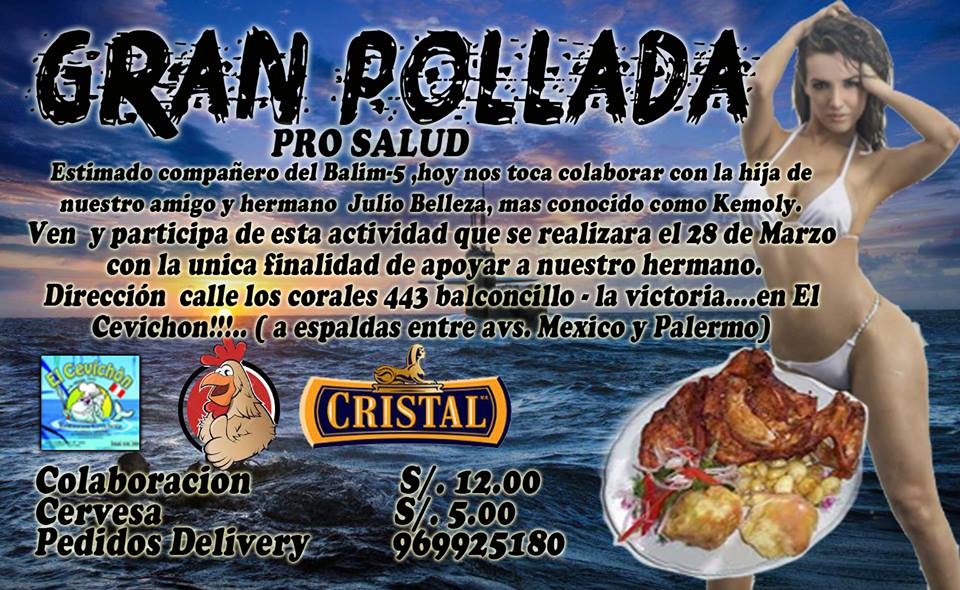 GRAN POLLADA
PRO SALUD
Estimado compañero del Balim-5 ,hoy nos toca colaborar con la hija de
nuestro amigo y hermano Julio Belleza, mas conocido como Kemoly.
Ven y participa de esta actividad que se realizara el 28 de Marzo
con la unica finalidad de apoyar a nuestro hermano.
Dirección calle los corales 443 balconcillo - la victoria....en El
Cevichon!!!.. ( a espaldas entre avs. Mexico y Palermo)
El Cevichón
CRISTAL
Colaboracion S/. 12.00
Cervesa S/. 5.00
Pedidos Delivery 969925180